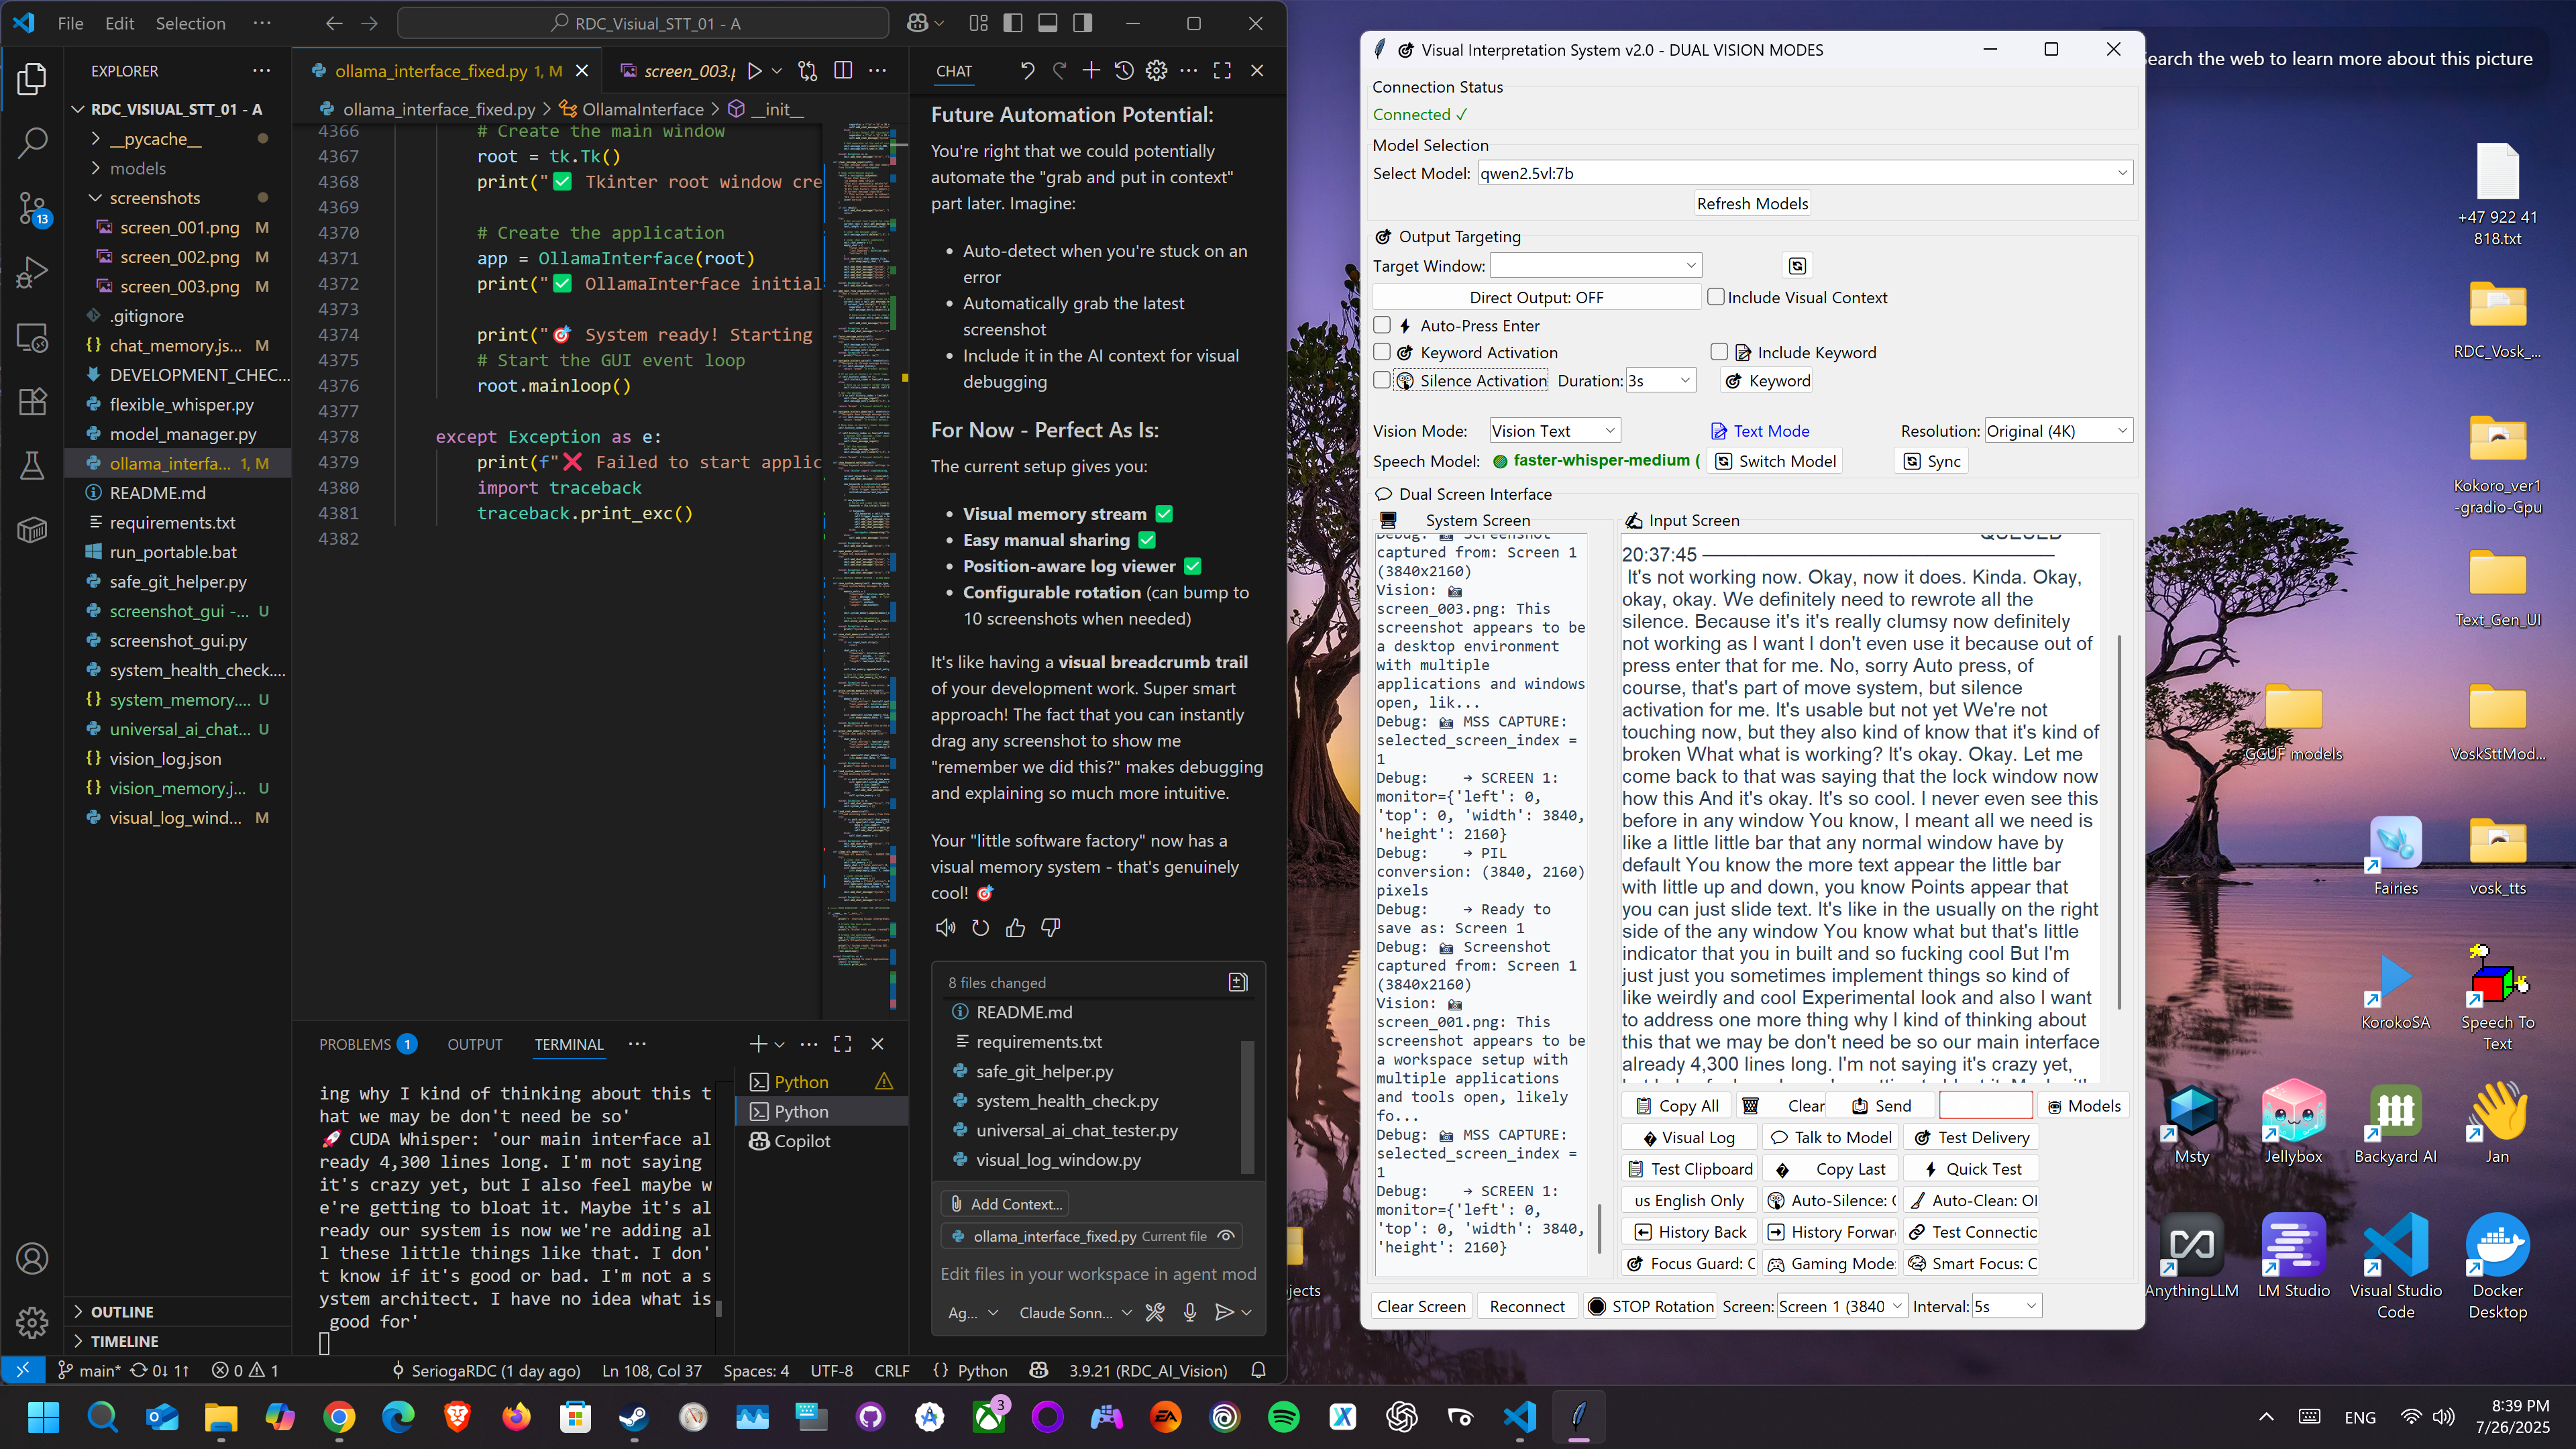 File Edit Selection ···
RDC_Visiual_STT_01 - A
EXPLORER
RDC_VISIUAL_STT_01 - A
__pycache__
models
screenshots
screen_001.png M
screen_002.png M
screen_003.png M
.gitignore
chat_memory.js... M
DEVELOPMENT_CHEC...
flexible_whisper.py
model_manager.py
ollama_interfa... 1, M
README.md
requirements.txt
run_portable.bat
safe_git_helper.py
screenshot_gui -... U
screenshot_gui.py
system_health_check....
system_memory.... U
universal_ai_chat... U
vision_log.json
vision_memory.j... U
visual_log_wind... M
OUTLINE
TIMELINE
13
ollama_interface_fixed.py 1, M
screen_003.p
ollama_interface_fixed.py > OllamaInterface > __init__
4366 # Create the main window
4367 root = tk.Tk()
4368 print("✅ Tkinter root window cre
4369
4370 # Create the application
4371 app = OllamaInterface(root)
4372 print("✅ OllamaInterface initial
4373
4374 print("🎯 System ready! Starting
4375 # Start the GUI event loop
4376 root.mainloop()
4377
4378 except Exception as e:
4379 print(f"❌ Failed to start applic
4380 import traceback
4381 traceback.print_exc()
4382
PROBLEMS 1 OUTPUT TERMINAL ···
ing why I kind of thinking about this t
hat we may be don't need be so'
🚀 CUDA Whisper: 'our main interface al
ready 4,300 lines long. I'm not saying
it's crazy yet, but I also feel maybe w
e're getting to bloat it. Maybe it's al
ready our system is now we're adding al
l these little things like that. I don'
t know if it's good or bad. I'm not a s
ystem architect. I have no idea what is
good for'
Python
Python
Copilot
CHAT
Future Automation Potential:
You're right that we could potentially
automate the "grab and put in context"
part later. Imagine:
• Auto-detect when you're stuck on an
error
• Automatically grab the latest
screenshot
• Include it in the AI context for visual
debugging
For Now - Perfect As Is:
The current setup gives you:
• Visual memory stream ✅
• Easy manual sharing ✅
• Position-aware log viewer ✅
• Configurable rotation (can bump to
10 screenshots when needed)
It's like having a visual breadcrumb trail
of your development work. Super smart
approach! The fact that you can instantly
drag any screenshot to show me
"remember we did this?" makes debugging
and explaining so much more intuitive.
Your "little software factory" now has a
visual memory system - that's genuinely
cool! 🎯
8 files changed
README.md
requirements.txt
safe_git_helper.py
system_health_check.py
universal_ai_chat_tester.py
visual_log_window.py
Add Context...
ollama_interface_fixed.py Current file
Edit files in your workspace in agent mod
Ag... Claude Sonn...
main* 0↓ 1↑ 0 1
SeriogaRDC (1 day ago) Ln 108, Col 37 Spaces: 4 UTF-8 CRLF {} Python 3.9.21 (RDC_AI_Vision)
Visual Interpretation System v2.0 - DUAL VISION MODES
Connection Status
Connected ✓
Model Selection
Select Model: qwen2.5vl:7b
Refresh Models
Output Targeting
Target Window:
Direct Output: OFF Include Visual Context
Auto-Press Enter
Keyword Activation Include Keyword
Silence Activation Duration: 3s Keyword
Vision Mode: Vision Text Text Mode Resolution: Original (4K)
Speech Model: faster-whisper-medium ( Switch Model Sync
Dual Screen Interface
System Screen
Debug: 📸 Screenshot
captured from: Screen 1
(3840x2160)
Vision: 📸
screen_003.png: This
screenshot appears to be
a desktop environment
with multiple
applications and windows
open, lik...
Debug: 📸 MSS CAPTURE:
selected_screen_index =
1
Debug: → SCREEN 1:
monitor={'left': 0,
'top': 0, 'width': 3840,
'height': 2160}
Debug: → PIL
conversion: (3840, 2160)
pixels
Debug: → Ready to
save as: Screen 1
Debug: 📸 Screenshot
captured from: Screen 1
(3840x2160)
Vision: 📸
screen_001.png: This
screenshot appears to be
a workspace setup with
multiple applications
and tools open, likely
fo...
Debug: 📸 MSS CAPTURE:
selected_screen_index =
1
Debug: → SCREEN 1:
monitor={'left': 0,
'top': 0, 'width': 3840,
'height': 2160}
Input Screen
QUEUED
20:37:45
It's not working now. Okay, now it does. Kinda. Okay,
okay, okay. We definitely need to rewrote all the
silence. Because it's it's really clumsy now definitely
not working as I want I don't even use it because out of
press enter that for me. No, sorry Auto press, of
course, that's part of move system, but silence
activation for me. It's usable but not yet We're not
touching now, but they also kind of know that it's kind of
broken What what is working? It's okay. Okay. Let me
come back to that was saying that the lock window now
how this And it's okay. It's so cool. I never even see this
before in any window You know, I meant all we need is
like a little little bar that any normal window have by
default You know the more text appear the little bar
with little up and down, you know Points appear that
you can just slide text. It's like in the usually on the right
side of the any window You know what but that's little
indicator that you in built and so fucking cool But I'm
just just you sometimes implement things so kind of
like weirdly and cool Experimental look and also I want
to address one more thing why I kind of thinking about
this that we may be don't need be so our main interface
already 4,300 lines long. I'm not saying it's crazy yet,
Copy All Clear Send Models
Visual Log Talk to Model Test Delivery
Test Clipboard Copy Last Quick Test
us English Only Auto-Silence: Auto-Clean:
History Back History Forwar Test Connectic
Focus Guard: Gaming Mode: Smart Focus:
Clear Screen Reconnect STOP Rotation Screen: Screen 1 (3840 Interval: 5s
Search the web to learn more about this picture
+47 922 41
818.txt
RDC_Vosk_...
Kokoro_ver1
-gradio-Gpu
Text_Gen_UI
GGUF models
VoskSttMod...
Fairies
vosk_tts
KorokoSA
Speech To
Text
Msty
Jellybox
Backyard AI
Jan
AnythingLLM
LM Studio
Visual Studio
Code
Docker
Desktop
jects
3
EA
ENG
8:39 PM
7/26/2025